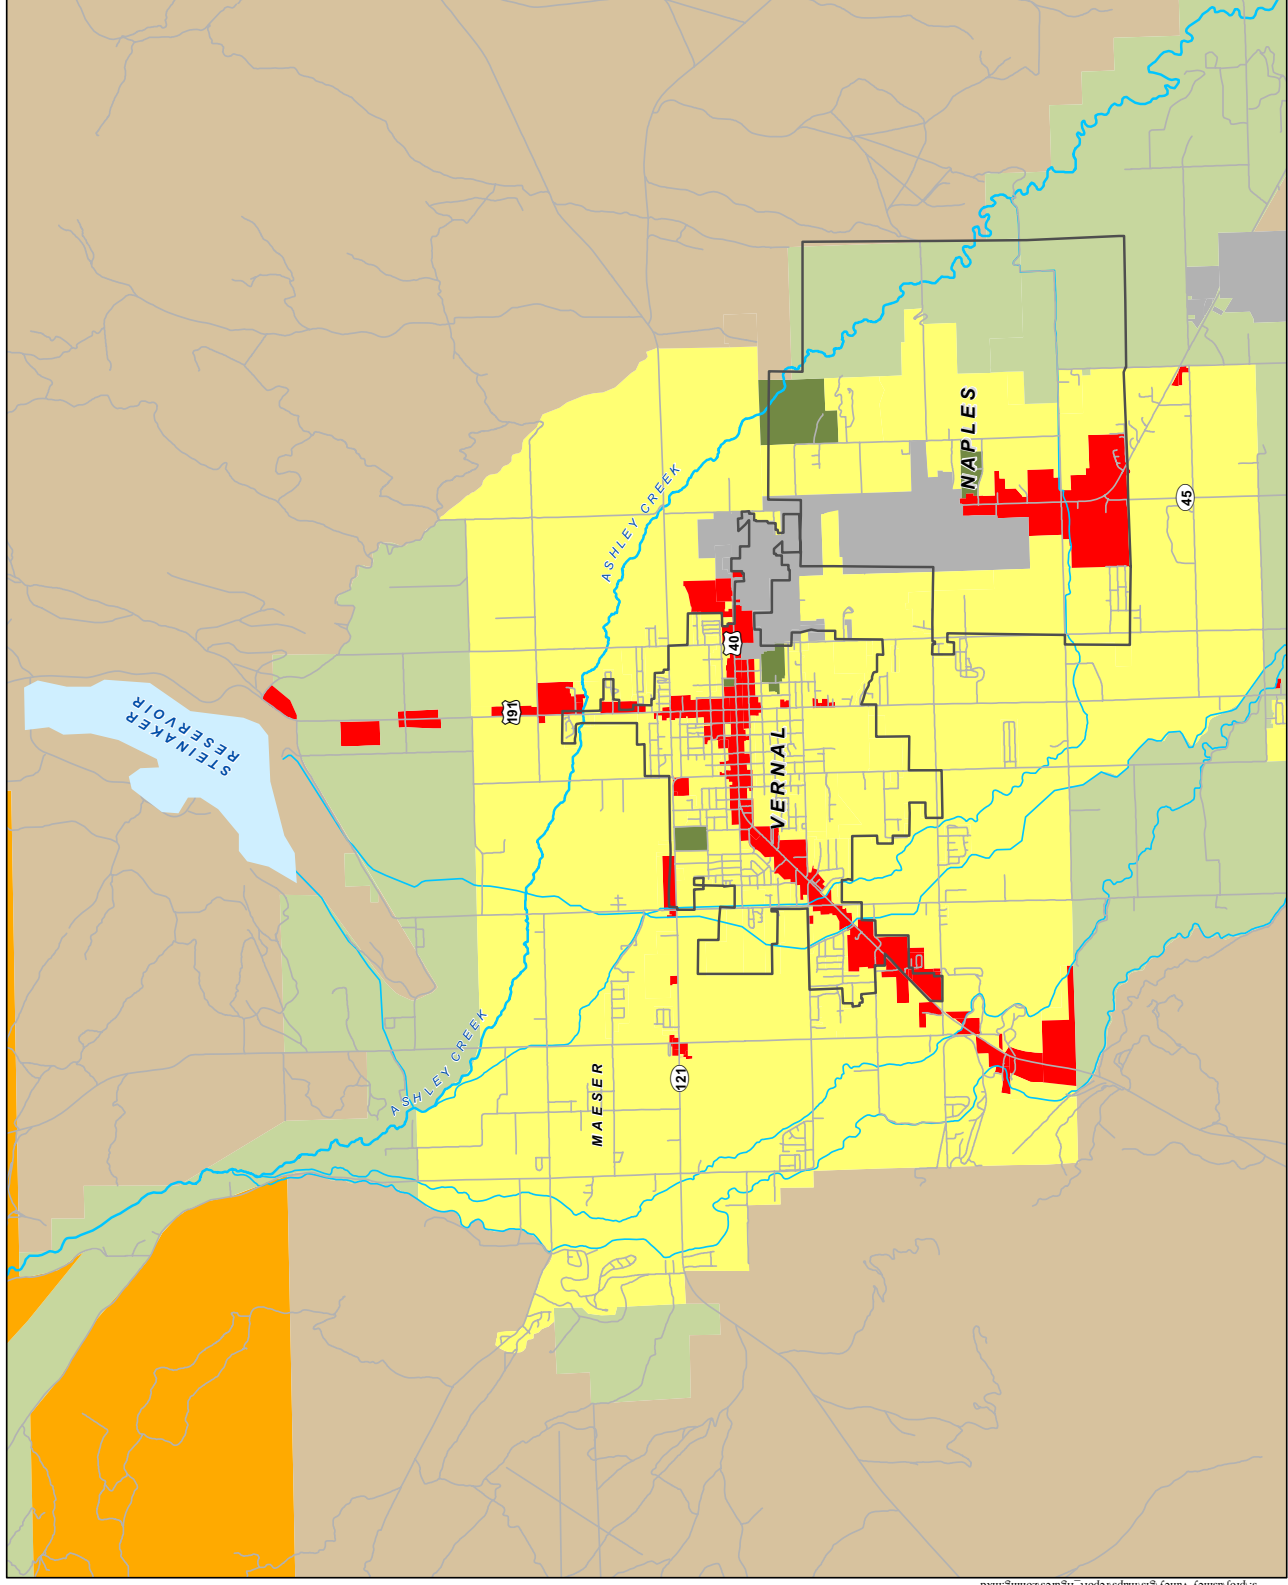 STEINAKER
RESERVOIR
ASHLEY CREEK
NAPLES
45
40
191
VERNAL
ASHLEY CREEK
MAESER
121